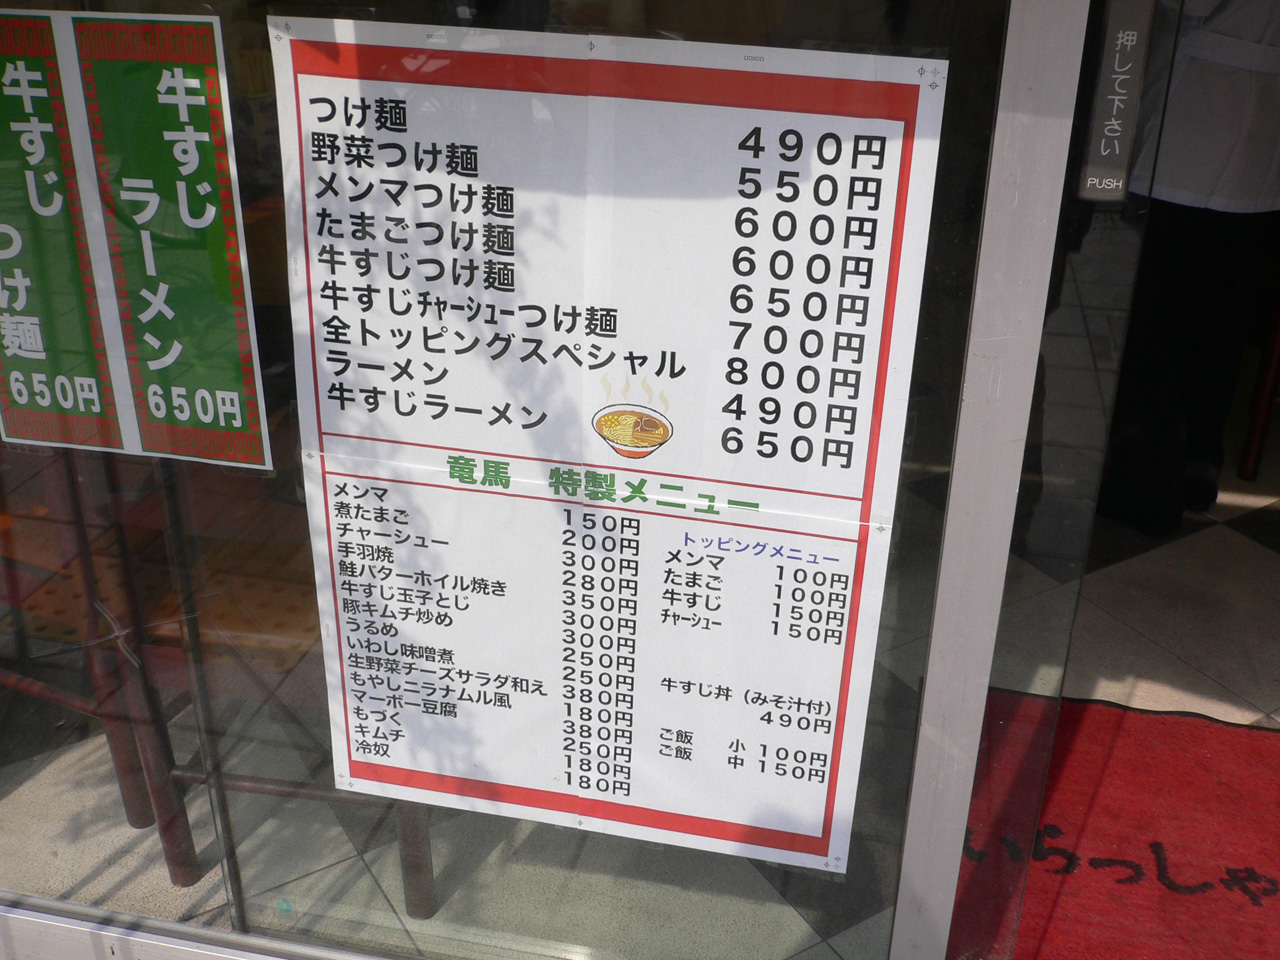 牛すじ
つけ麺
650円
牛すじ
ラーメン
650円
つけ麺 490円
野菜つけ麺 550円
メンマつけ麺 600円
たまごつけ麺 600円
牛すじつけ麺 650円
牛すじﾁｬｰｼｭｰつけ麺 700円
全トッピングスペシャル 800円
ラーメン 490円
牛すじラーメン 650円
竜馬 特製メニュー
メンマ 150円
煮たまご 200円
チャーシュー 300円
手羽焼 280円
鮭バターホイル焼き 350円
牛すじ玉子とじ 300円
豚キムチ炒め 300円
うるめ 250円
いわし味噌煮 250円
生野菜チーズサラダ和え 380円
もやしニラナムル風 180円
マーボー豆腐 380円
もづく 250円
キムチ 180円
冷奴 180円
トッピングメニュー
メンマ 100円
たまご 100円
牛すじ 150円
ﾁｬｰｼｭｰ 150円
牛すじ丼（みそ汁付）
490円
ご飯 小 100円
ご飯 中 150円
押して下さい
PUSH
いらっしゃ